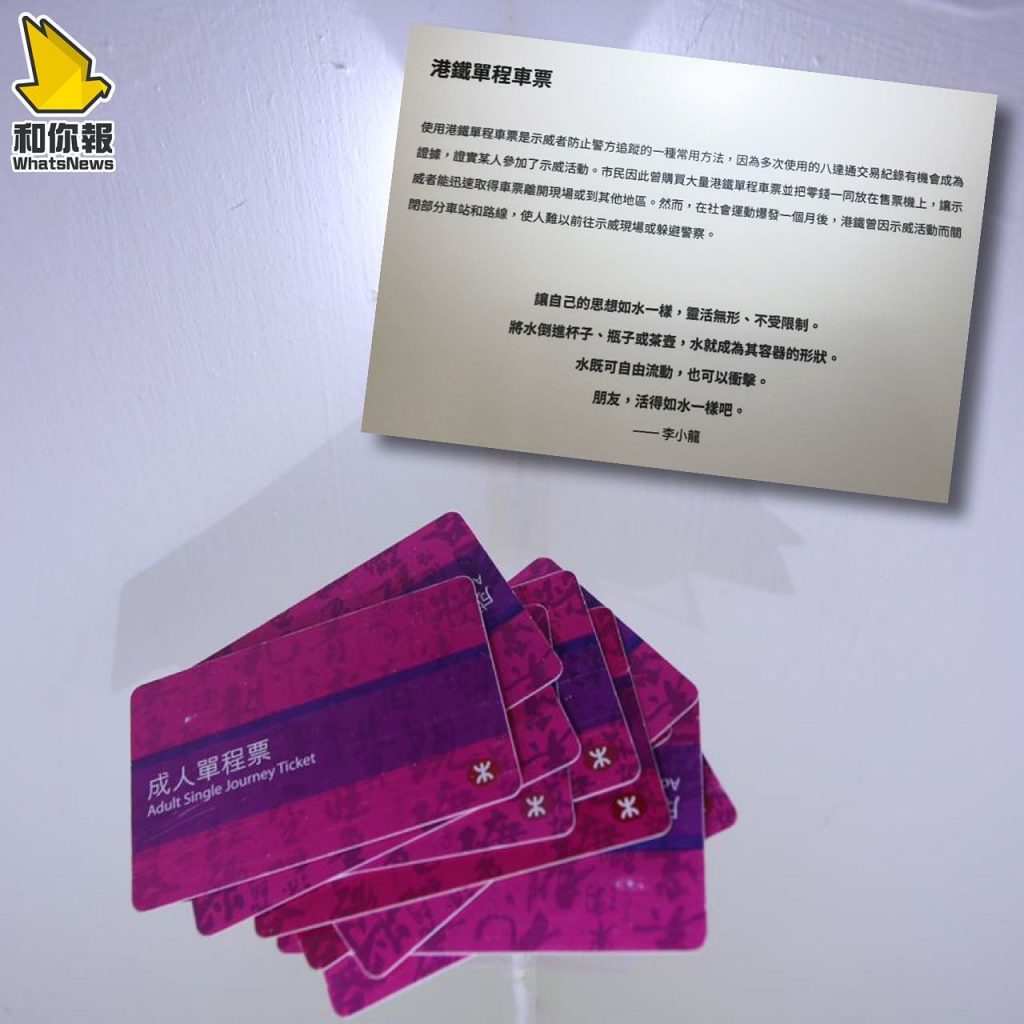 和你報
WhatsNews
港鐵單程車票
使用港鐵單程車票是示威者防止警方追蹤的一種常用方法，因為多次使用的八達通交易紀錄有機會成為
證據，證實某人參加了示威活動。市民因此曾購買大量港鐵單程車票並把零錢一同放在售票機上，讓示
威者能迅速取得車票離開現場或到其他地區。然而，在社會運動爆發一個月後，港鐵曾因示威活動而關
閉部分車站和路線，使人難以前往示威現場或躲避警察。
讓自己的思想如水一樣，靈活無形、不受限制。
將水倒進杯子、瓶子或茶壺，水就成為其容器的形狀。
水既可自由流動，也可以衝擊。
朋友，活得如水一樣吧。
—— 李小龍
成人單程票
Adult Single Journey Ticket